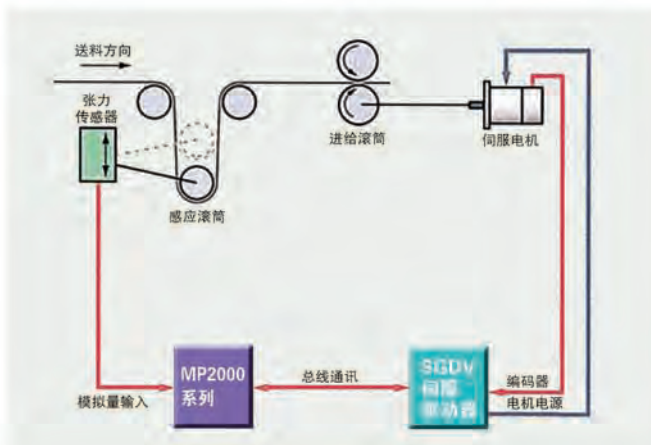 送料方向
张力
传感器
进给滚筒
伺服电机
感应滚筒
MP2000
系列
总线通讯
SGDV
伺服
驱动器
编码器
电机电源
模拟量输入